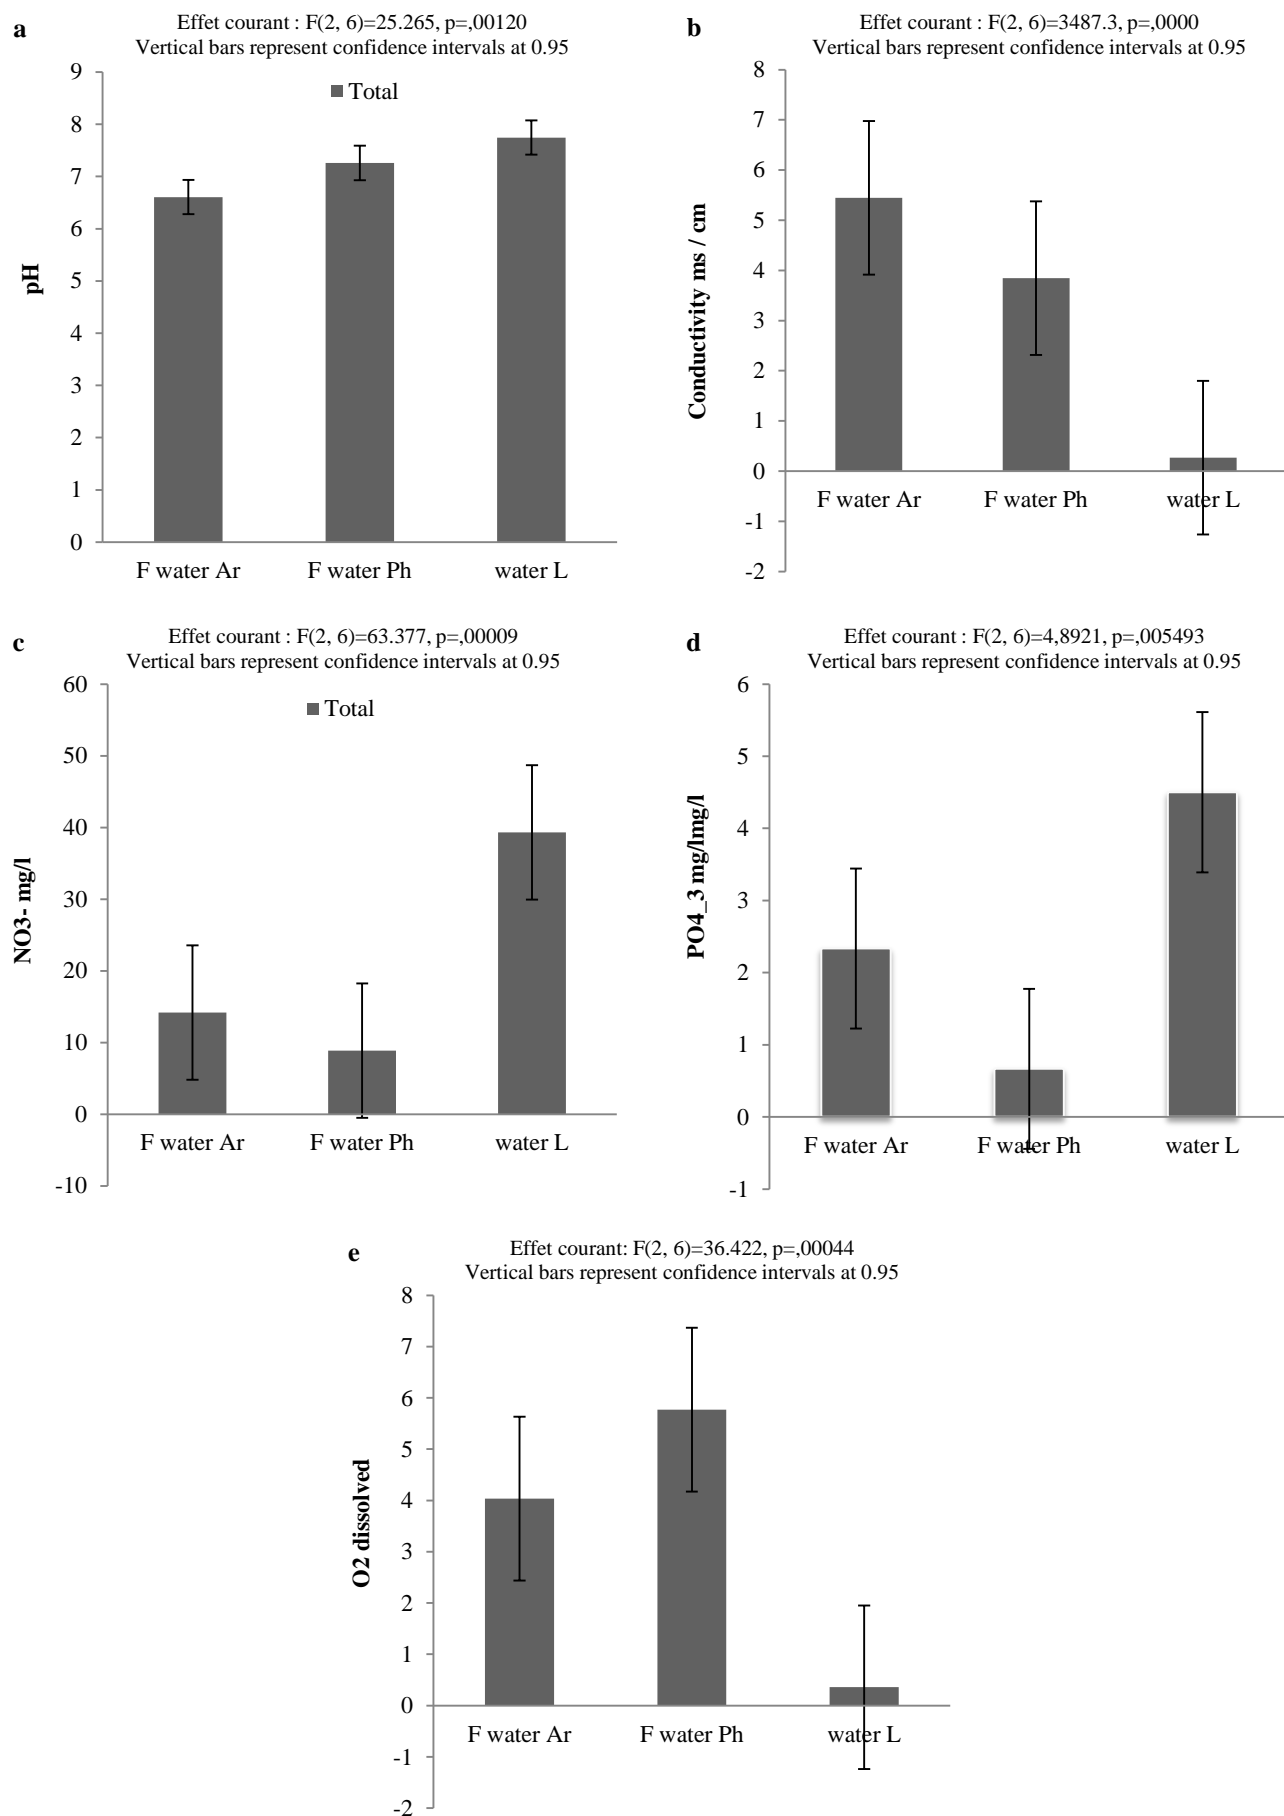 a
Effet courant : F(2, 6)=25.265, p=,00120
Vertical bars represent confidence intervals at 0.95
9
8
7
6
5
4
3
2
1
0
pH
Total
F water Ar
F water Ph
water L
b
Effet courant : F(2, 6)=3487.3, p=,0000
Vertical bars represent confidence intervals at 0.95
8
7
6
5
4
3
2
1
0
-1
-2
Conductivity ms / cm
F water Ar
F water Ph
water L
c
Effet courant : F(2, 6)=63.377, p=,00009
Vertical bars represent confidence intervals at 0.95
60
50
40
30
20
10
0
-10
NO3- mg/l
Total
F water Ar
F water Ph
water L
d
Effet courant : F(2, 6)=4,8921, p=,005493
Vertical bars represent confidence intervals at 0.95
6
5
4
3
2
1
0
-1
PO4_3 mg/lmg/l
F water Ar
F water Ph
water L
e
Effet courant: F(2, 6)=36.422, p=,00044
Vertical bars represent confidence intervals at 0.95
8
7
6
5
4
3
2
1
0
-1
-2
O2 dissolved
F water Ar
F water Ph
water L